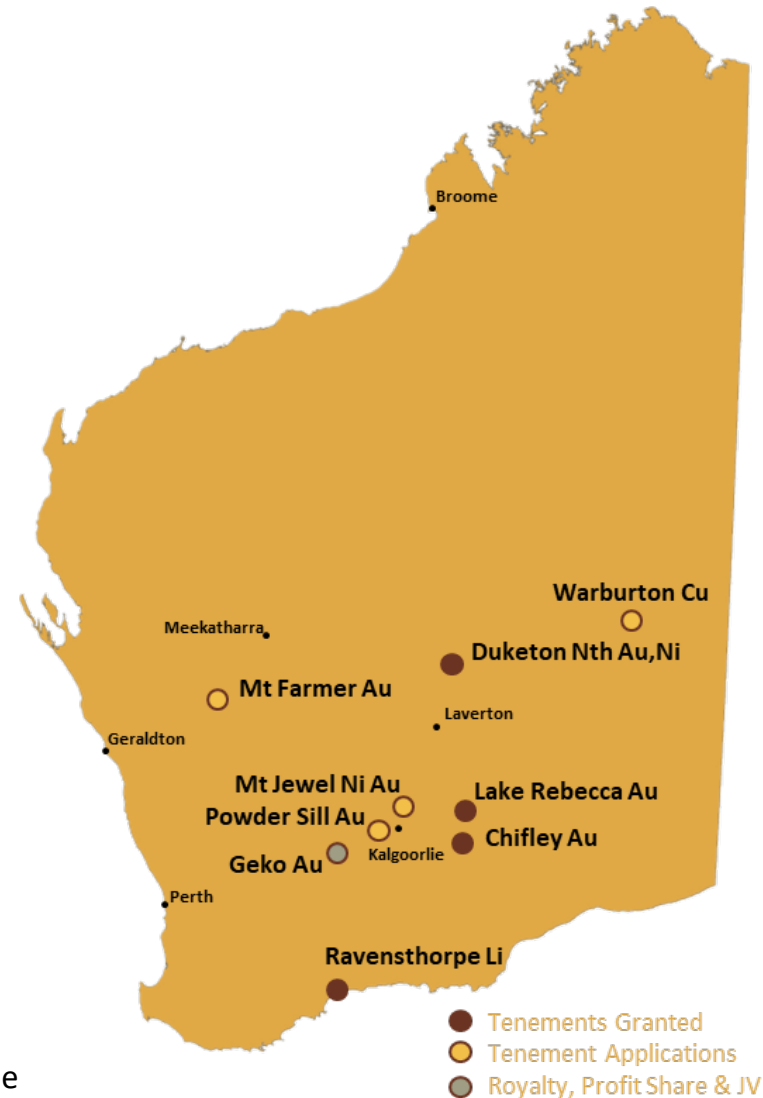 Broome
Warburton Cu
Meekatharra
Duketon Nth Au,Ni
Mt Farmer Au
Laverton
Geraldton
Mt Jewel Ni Au
Lake Rebecca Au
Powder Sill Au
Chifley Au
Kalgoorlie
Geko Au
Perth
Ravensthorpe Li
Tenements Granted
Tenement Applications
Royalty, Profit Share & JV
e